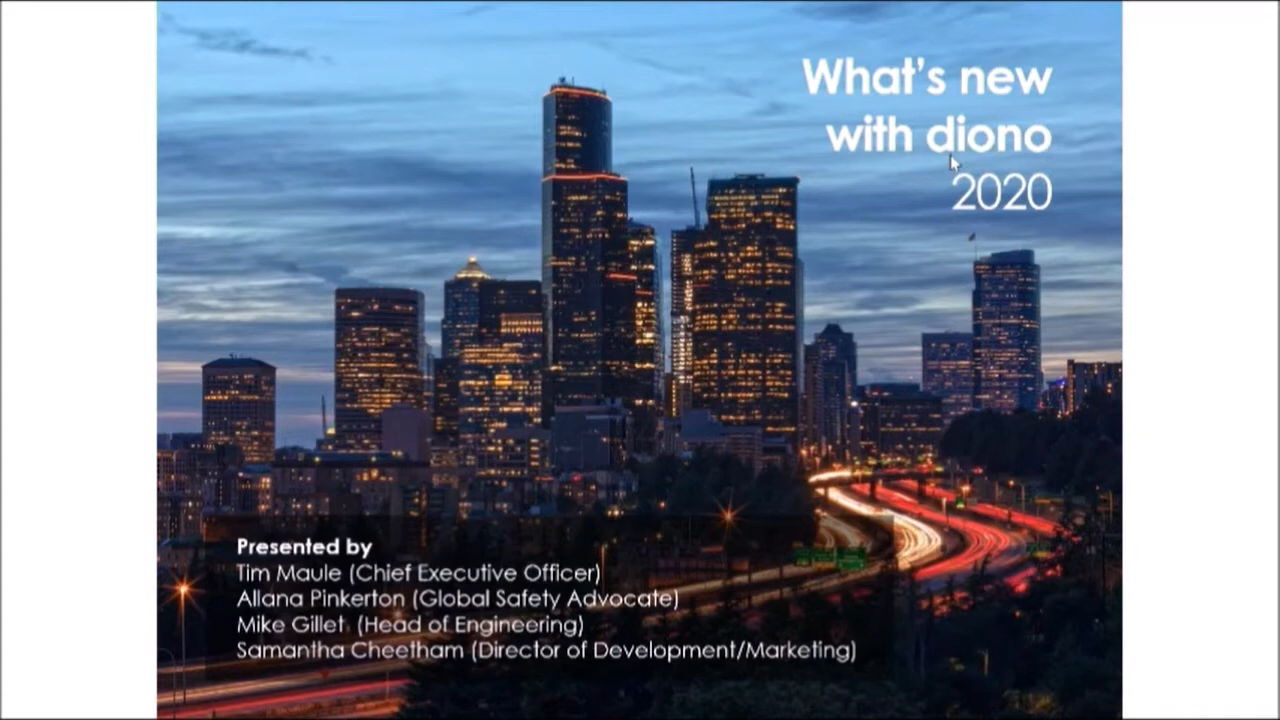 What's new
with diono
2020
Presented by
Tim Maule (Chief Executive Officer)
Allana Pinkerton (Global Safety Advocate)
Mike Gillet  (Head of Engineering)
Samantha Cheetham (Director of Development/Marketing)